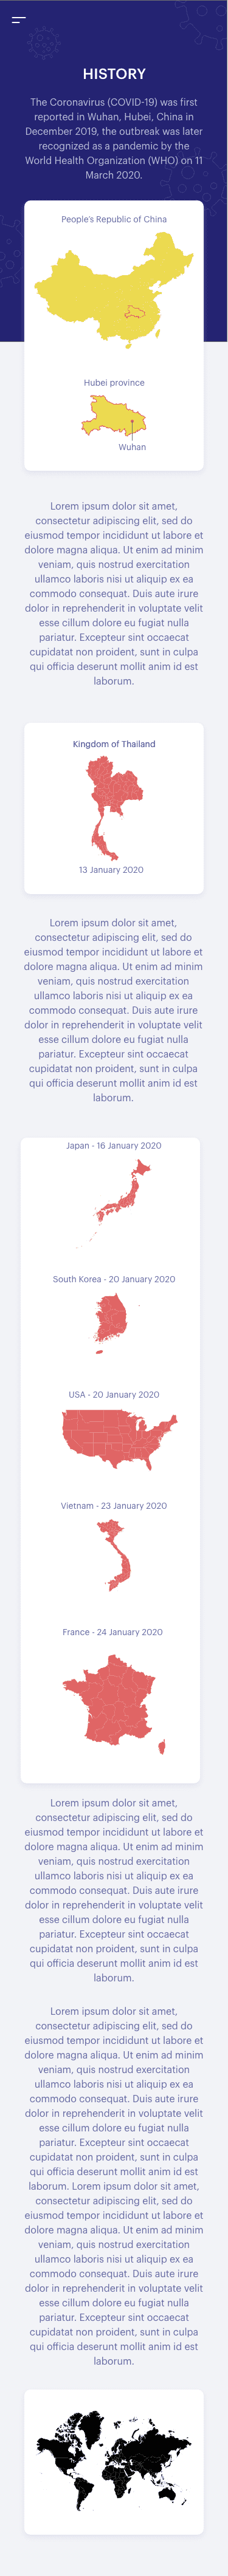 HISTORY
The Coronavirus (COVID-19) was first
reported in Wuhan, Hubei, China in
December 2019, the outbreak was later
recognized as a pandemic by the
World Health Organization (WHO) on 11
March 2020.
People's Republic of China
Hubei province
Wuhan
Lorem ipsum dolor sit amet,
consectetur adipiscing elit, sed do
eiusmod tempor incididunt ut labore et
dolore magna aliqua. Ut enim ad minim
veniam, quis nostrud exercitation
ullamco laboris nisi ut aliquip ex ea
commodo consequat. Duis aute irure
dolor in reprehenderit in voluptate velit
esse cillum dolore eu fugiat nulla
pariatur. Excepteur sint occaecat
cupidatat non proident, sunt in culpa
qui officia deserunt mollit anim id est
laborum.
Kingdom of Thailand
13 January 2020
Lorem ipsum dolor sit amet,
consectetur adipiscing elit, sed do
eiusmod tempor incididunt ut labore et
dolore magna aliqua. Ut enim ad minim
veniam, quis nostrud exercitation
ullamco laboris nisi ut aliquip ex ea
commodo consequat. Duis aute irure
dolor in reprehenderit in voluptate velit
esse cillum dolore eu fugiat nulla
pariatur. Excepteur sint occaecat
cupidatat non proident, sunt in culpa
qui officia deserunt mollit anim id est
laborum.
Japan - 16 January 2020
South Korea - 20 January 2020
USA - 20 January 2020
Vietnam - 23 January 2020
France - 24 January 2020
Lorem ipsum dolor sit amet,
consectetur adipiscing elit, sed do
eiusmod tempor incididunt ut labore et
dolore magna aliqua. Ut enim ad minim
veniam, quis nostrud exercitation
ullamco laboris nisi ut aliquip ex ea
commodo consequat. Duis aute irure
dolor in reprehenderit in voluptate velit
esse cillum dolore eu fugiat nulla
pariatur. Excepteur sint occaecat
cupidatat non proident, sunt in culpa
qui officia deserunt mollit anim id est
laborum.
Lorem ipsum dolor sit amet,
consectetur adipiscing elit, sed do
eiusmod tempor incididunt ut labore et
dolore magna aliqua. Ut enim ad minim
veniam, quis nostrud exercitation
ullamco laboris nisi ut aliquip ex ea
commodo consequat. Duis aute irure
dolor in reprehenderit in voluptate velit
esse cillum dolore eu fugiat nulla
pariatur. Excepteur sint occaecat
cupidatat non proident, sunt in culpa
qui officia deserunt mollit anim id est
laborum. Lorem ipsum dolor sit amet,
consectetur adipiscing elit, sed do
eiusmod tempor incididunt ut labore et
dolore magna aliqua. Ut enim ad minim
veniam, quis nostrud exercitation
ullamco laboris nisi ut aliquip ex ea
commodo consequat. Duis aute irure
dolor in reprehenderit in voluptate velit
esse cillum dolore eu fugiat nulla
pariatur. Excepteur sint occaecat
cupidatat non proident, sunt in culpa
qui officia deserunt mollit anim id est
laborum.